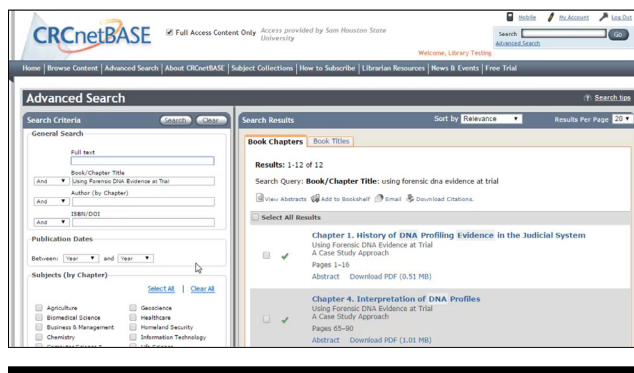 Mobile My Account Log Out
CRCnetBASE
Full Access Content Only
Access provided by Sam Houston State
University
Search Go
Advanced Search
Welcome, Library Testing
Home | Browse Content | Advanced Search | About CRCnetBASE | Subject Collections | How to Subscribe | Librarian Resources | News & Events | Free Trial
Advanced Search
Search tips
Search Criteria Search Clear
General Search
Full text
Book/Chapter Title
And Using Forensic DNA Evidence at Trial
Author (by Chapter)
And
ISBN/DOI
And
Publication Dates
Between: Year and Year
Subjects (by Chapter)
Select All | Clear All
Agriculture Geoscience
Biomedical Science Healthcare
Business & Management Homeland Security
Chemistry Information Technology
Search Results Sort by Relevance Results Per Page 20
Book Chapters Book Titles
Results: 1-12 of 12
Search Query: Book/Chapter Title: using forensic dna evidence at trial
View Abstracts Add to Bookshelf Email Download Citations.
Select All Results
Chapter 1. History of DNA Profiling Evidence in the Judicial System
Using Forensic DNA Evidence at Trial
A Case Study Approach
Pages 1–16
Abstract Download PDF (0.51 MB)
Chapter 4. Interpretation of DNA Profiles
Using Forensic DNA Evidence at Trial
A Case Study Approach
Pages 65–90
Abstract Download PDF (1.01 MB)